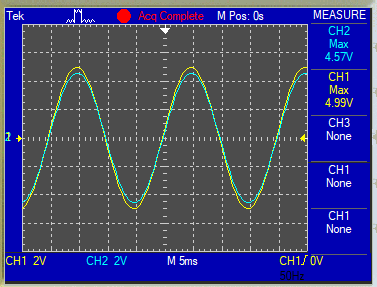 Tek Acq Complete M Pos: 0s MEASURE
CH2
Max
4.57V
CH1
Max
4.99V
CH3
None
CH1
None
CH1
None
CH1 2V CH2 2V M 5ms CH1 / 0V
50Hz